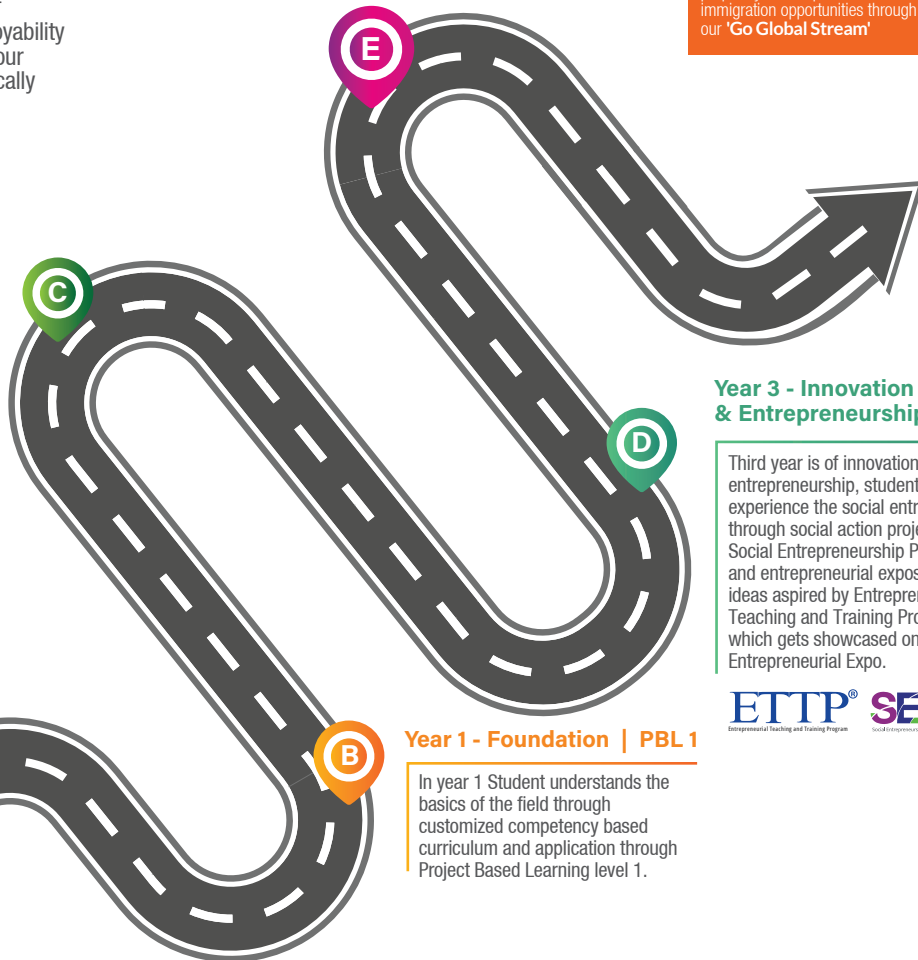 immigration opportunities through
our 'Go Global Stream'
E
C
D
B
Year 3 - Innovation
& Entrepreneurship
Third year is of innovation
entrepreneurship, student
experience the social entr
through social action proje
Social Entrepreneurship P
and entrepreneurial expos
ideas aspired by Entrepren
Teaching and Training Pro
which gets showcased on
Entrepreneurial Expo.
ETTP®
Entrepreneurial Teaching and Training Program
SE
Social Entrepreneurs
Year 1 - Foundation | PBL 1
In year 1 Student understands the
basics of the field through
customized competency based
curriculum and application through
Project Based Learning level 1.